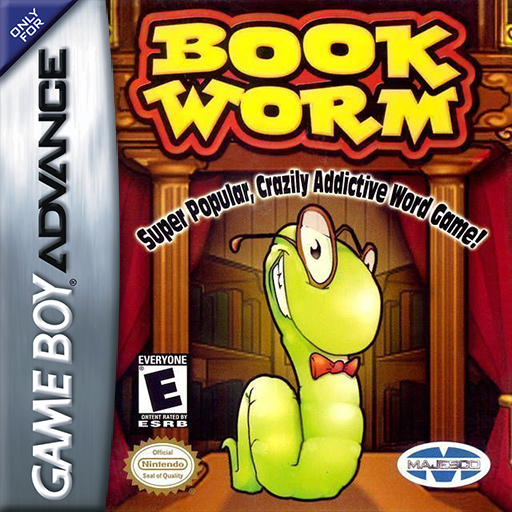 ONLY
FOR
GAME BOY ADVANCE
BOOK
WORM
Super Popular, Crazily Addictive Word Game!
EVERYONE
E
CONTENT RATED BY
ESRB
Official
Nintendo
Seal of Quality
MAJESCO